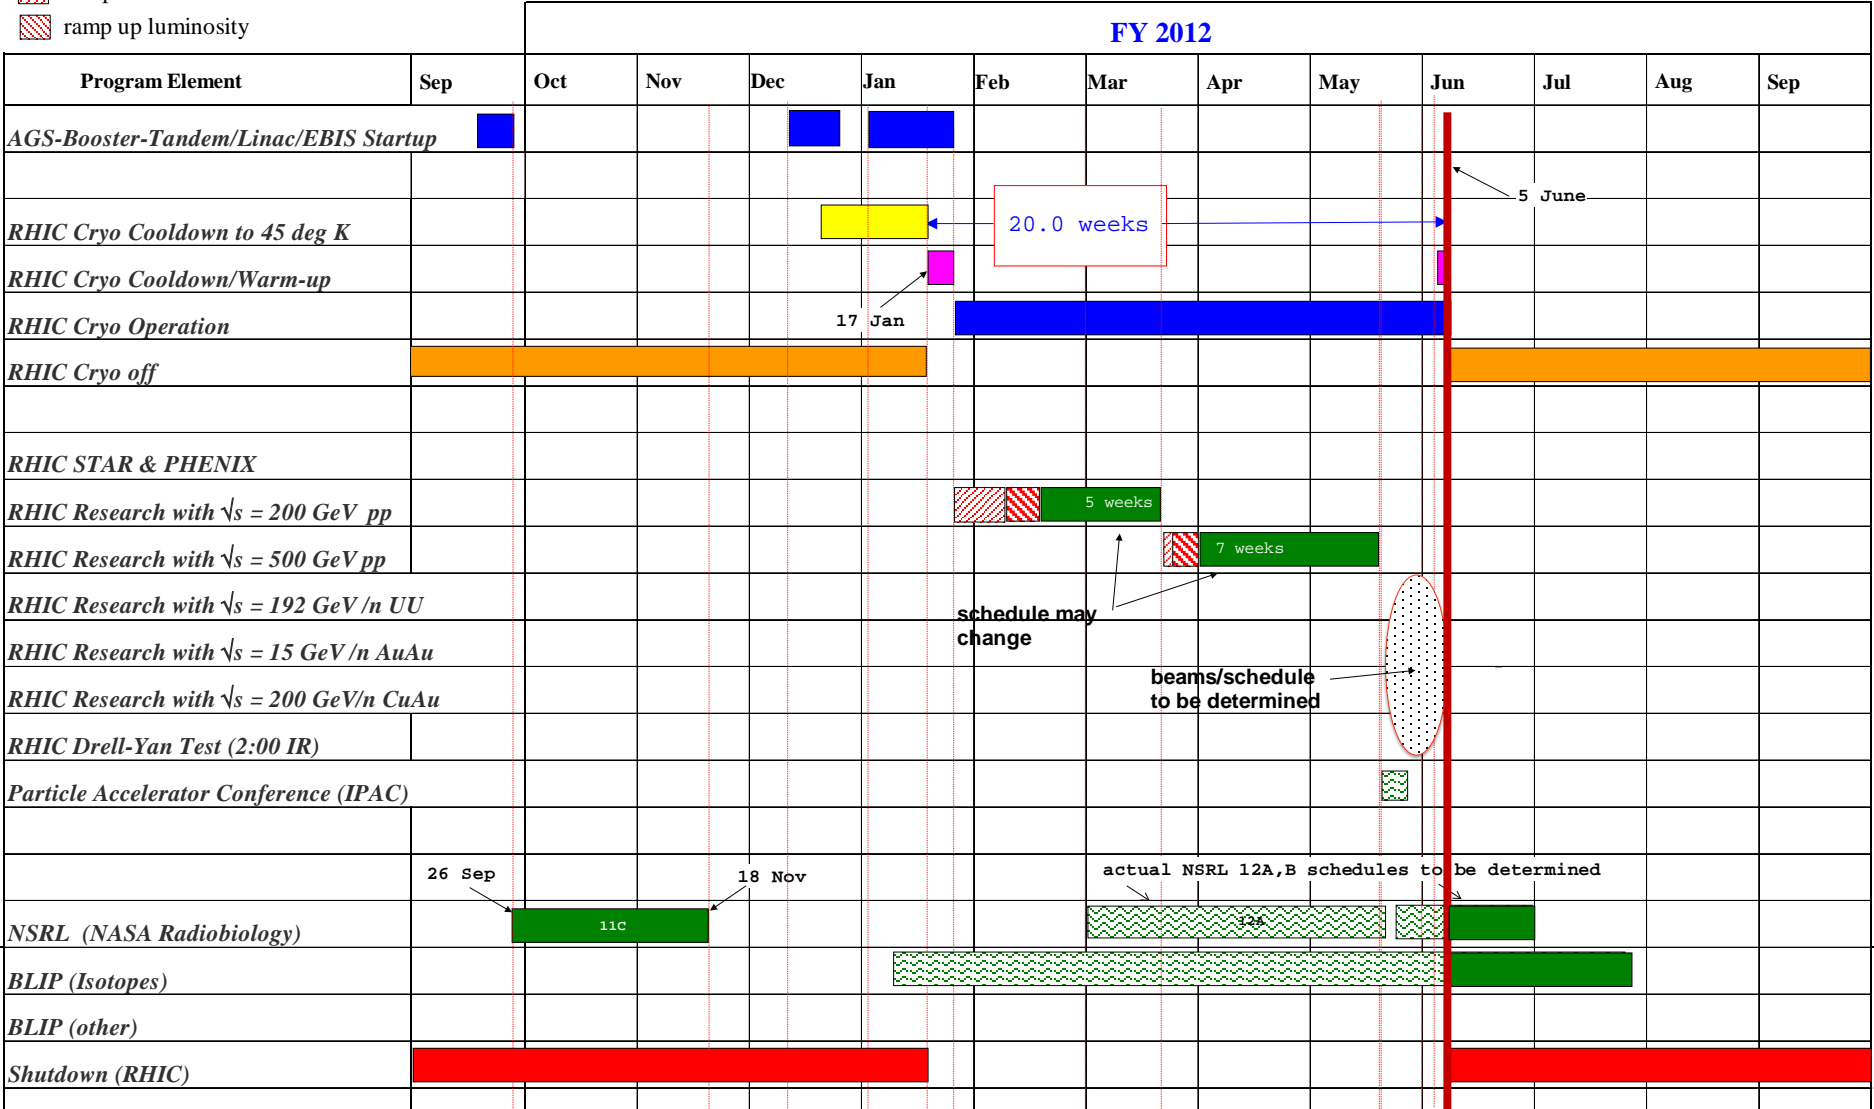 ramp up luminosity
FY 2012
Program Element Sep Oct Nov Dec Jan Feb Mar Apr May Jun Jul Aug Sep
AGS-Booster-Tandem/Linac/EBIS Startup
5 June
RHIC Cryo Cooldown to 45 deg K
20.0 weeks
RHIC Cryo Cooldown/Warm-up
17 Jan
RHIC Cryo Operation
RHIC Cryo off
RHIC STAR & PHENIX
RHIC Research with √s = 200 GeV pp
5 weeks
RHIC Research with √s = 500 GeV pp
7 weeks
RHIC Research with √s = 192 GeV /n UU
schedule may
change
RHIC Research with √s = 15 GeV /n AuAu
beams/schedule
to be determined
RHIC Research with √s = 200 GeV/n CuAu
RHIC Drell-Yan Test (2:00 IR)
Particle Accelerator Conference (IPAC)
26 Sep
18 Nov
actual NSRL 12A,B schedules to be determined
NSRL (NASA Radiobiology)
11C
12A
BLIP (Isotopes)
BLIP (other)
Shutdown (RHIC)